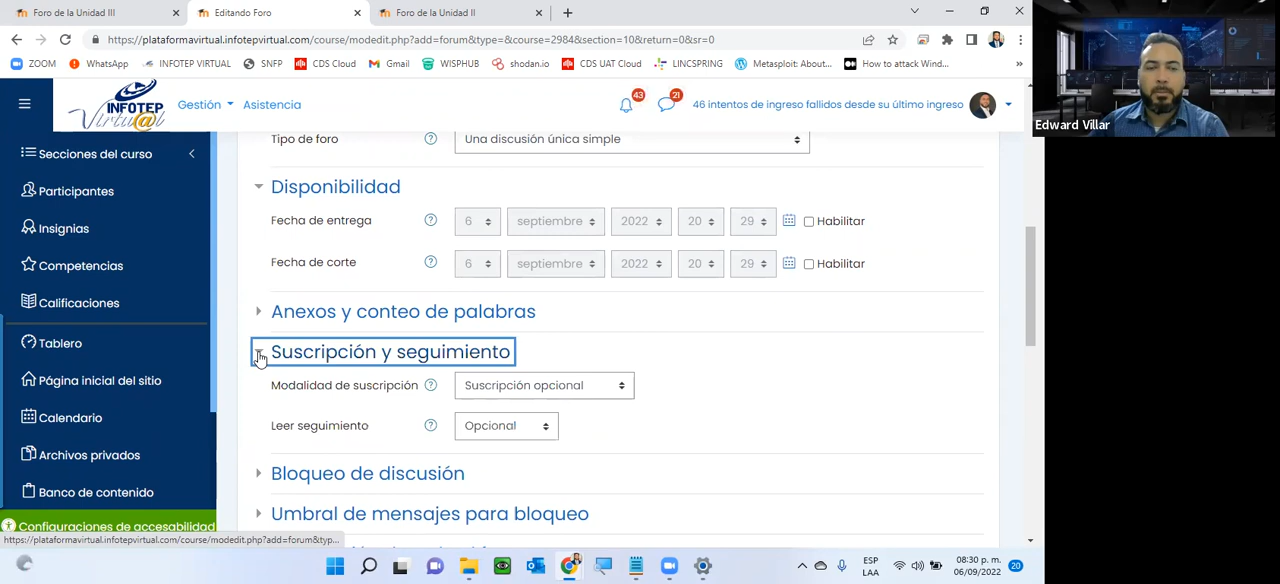 Foro de la Unidad III
Editando Foro
Foro de la Unidad II
https://plataformavirtual.infotepvirtual.com/course/modedit.php?add=forum&type=&course=2984&section=10&return=0&sr=0
ZOOM
WhatsApp
INFOTEP VIRTUAL
SNFP
CDS Cloud
Gmail
WISPHUB
shodan.io
CDS UAT Cloud
LINCSPRING
Metasploit: About...
How to attack Wind...
»
INFOTEP
Virtu@l
Gestión
Asistencia
43
21
46 intentos de ingreso fallidos desde su último ingreso
Edward Villar
Secciones del curso
Participantes
Insignias
Competencias
Calificaciones
Tablero
Página inicial del sitio
Calendario
Archivos privados
Banco de contenido
Configuraciones de accesabilidad
Tipo de foro
Una discusión única simple
Disponibilidad
Fecha de entrega
6 septiembre 2022 20 29 Habilitar
Fecha de corte
6 septiembre 2022 20 29 Habilitar
Anexos y conteo de palabras
Suscripción y seguimiento
Modalidad de suscripción
Suscripción opcional
Leer seguimiento
Opcional
Bloqueo de discusión
Umbral de mensajes para bloqueo
https://plataformavirtual.infotepvirtual.com/course/modedit.php?add=forum&typ...
ESP
LAA
08:30 p. m.
06/09/2022
20